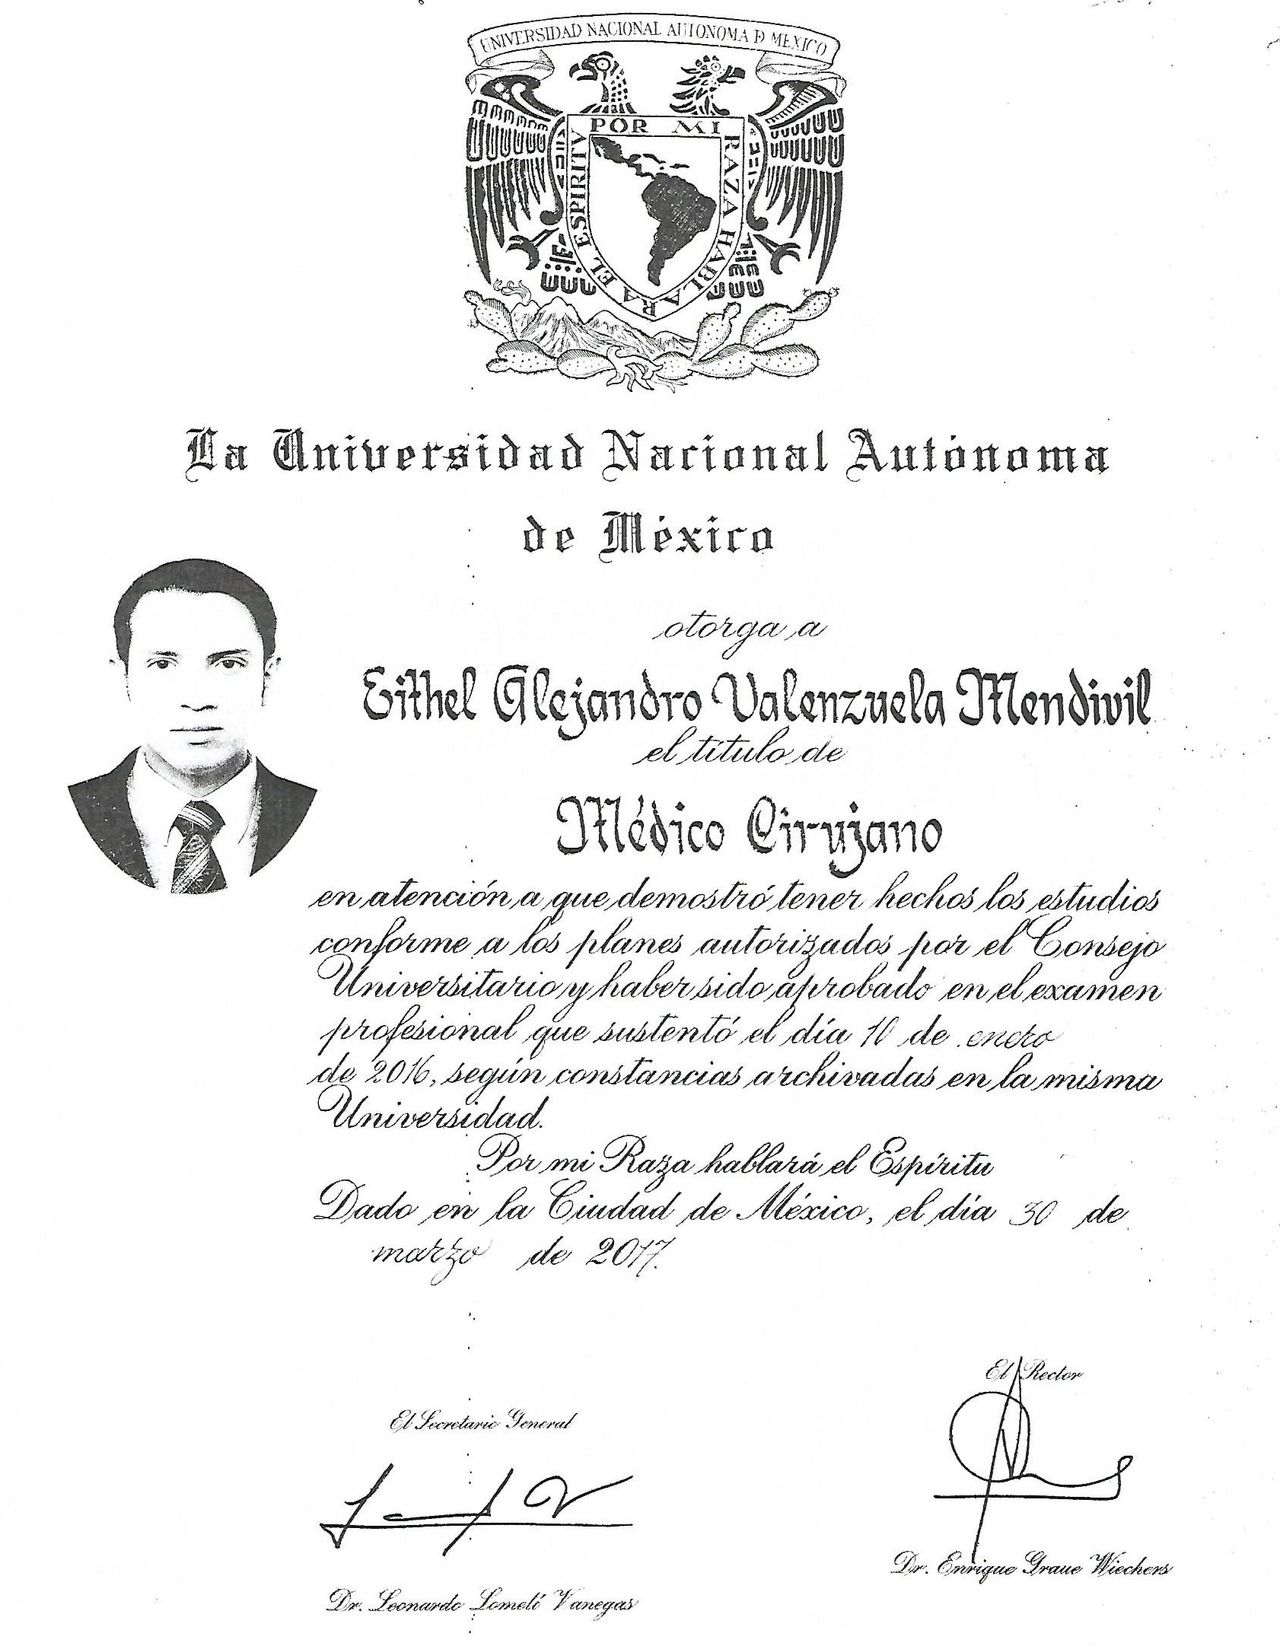 UNIVERSIDAD NACIONAL AUTONOMA D MEXICO
POR MI RAZA HABLARA EL ESPIRITU
La Universidad Nacional Autónoma
de México
otorga a
Eithel Alejandro Valenzuela Mendivil
el título de
Médico Cirujano
en atención a que demostró tener hechos los estudios
conforme a los planes autorizados por el Consejo
Universitario y haber sido aprobado en el examen
profesional que sustentó el día 10 de enero
de 2016, según constancias archivadas en la misma
Universidad.
Por mi Raza hablará el Espíritu
Dado en la Ciudad de México, el día 30 de
marzo de 2017.
El Rector
El Secretario General
Dr. Enrique Graue Wiechers
Dr. Leonardo Lomelí Vanegas